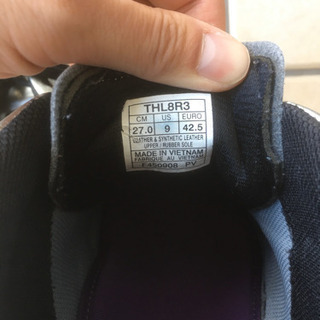 THL8R3
CM US EURO
27.0 9 42.5
LEATHER & SYNTHETIC LEATHER
UPPER / RUBBER SOLE
MADE IN VIETNAM
FABRIQUE AU VIETNAM
PV